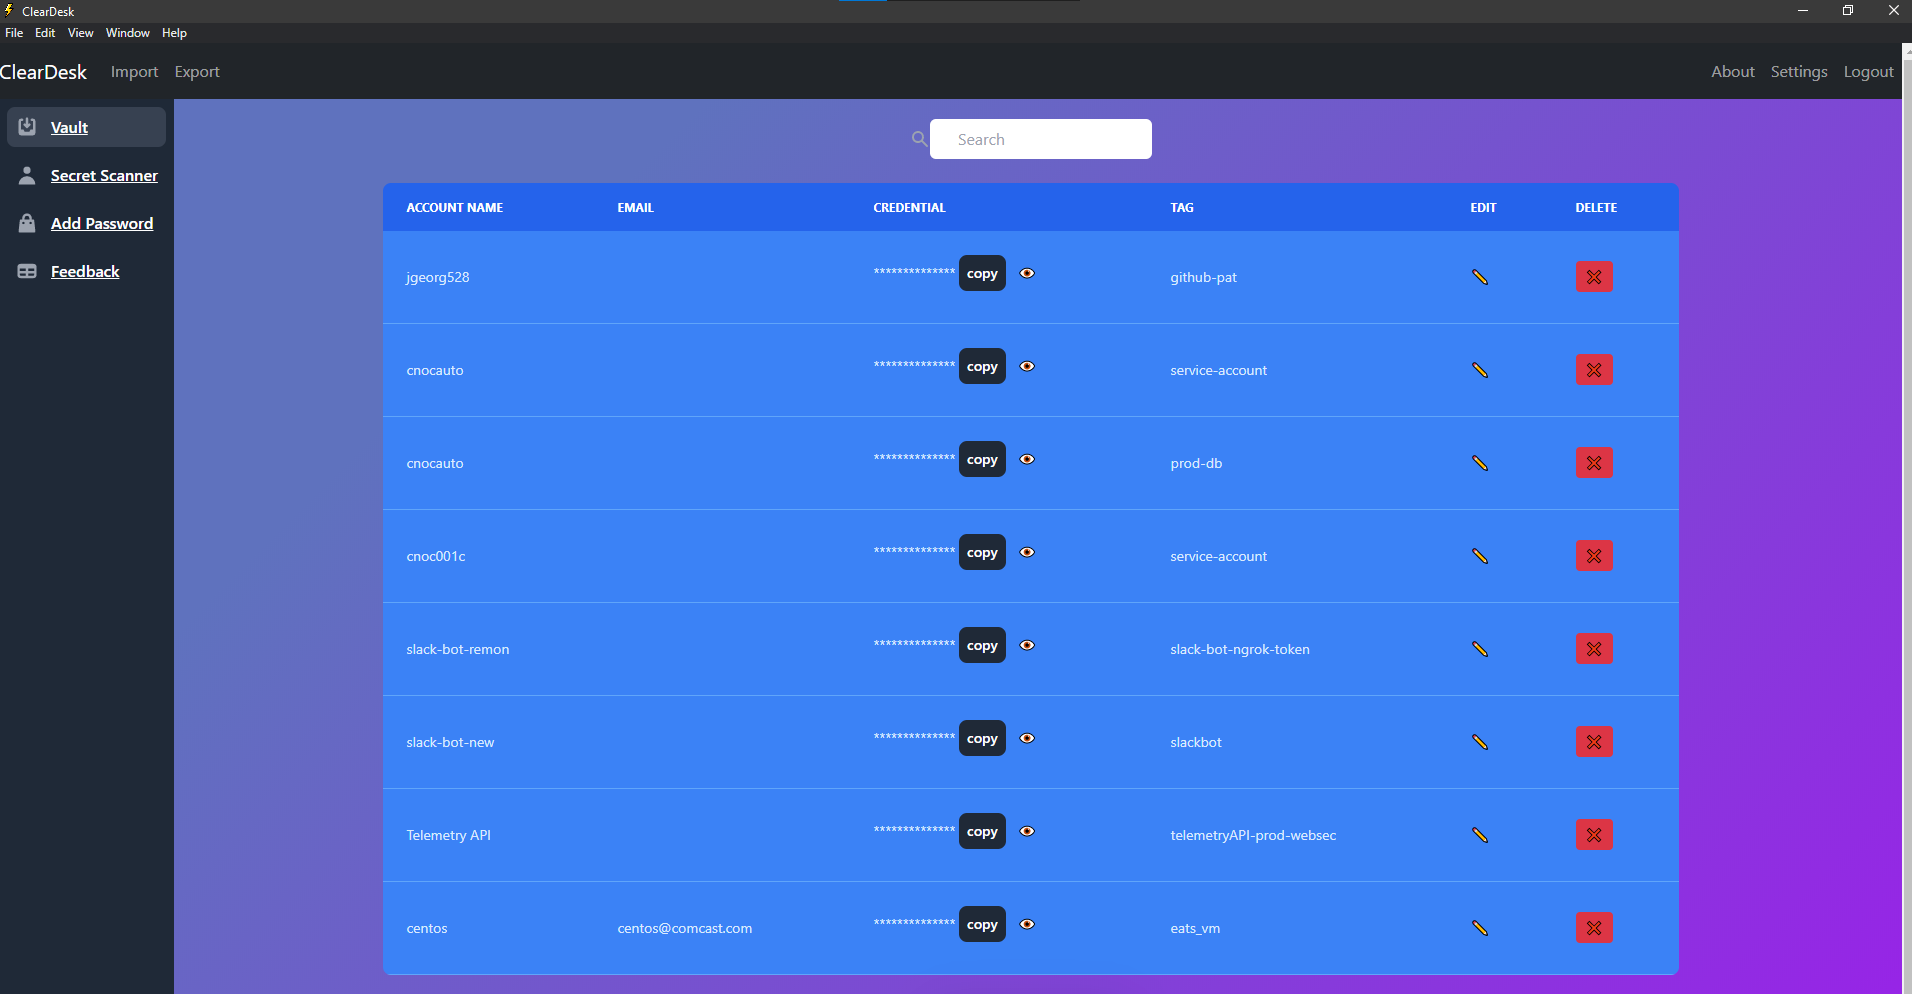 ClearDesk
File Edit View Window Help
ClearDesk Import Export About Settings Logout
Vault
Secret Scanner
Add Password
Feedback
Search
ACCOUNT NAME EMAIL CREDENTIAL TAG EDIT DELETE
jgeorg528 ************** copy github-pat
cnocauto ************** copy service-account
cnocauto ************** copy prod-db
cnoc001c ************** copy service-account
slack-bot-remon ************** copy slack-bot-ngrok-token
slack-bot-new ************** copy slackbot
Telemetry API ************** copy telemetryAPI-prod-websec
centos centos@comcast.com ************** copy eats_vm